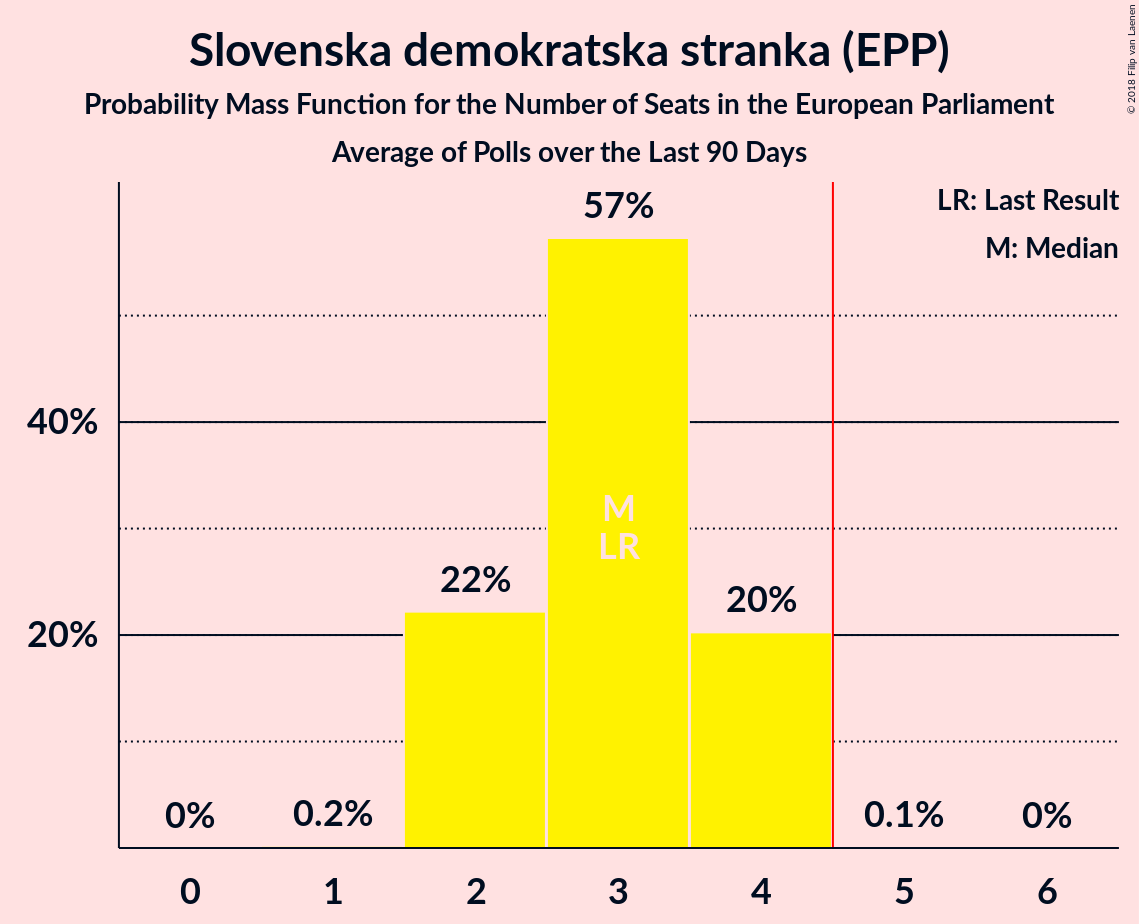 Slovenska demokratska stranka (EPP)
Probability Mass Function for the Number of Seats in the European Parliament
Average of Polls over the Last 90 Days
© 2018 Filip van Laenen
LR: Last Result
M: Median
57%
40%
M
LR
22%
20%
20%
0%
0.2%
0.1%
0%
0 1 2 3 4 5 6